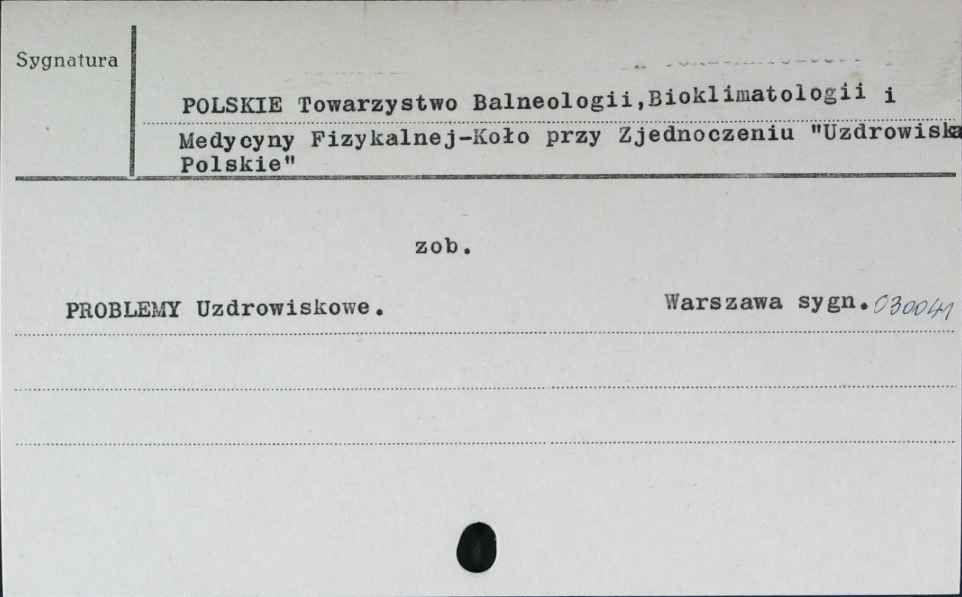 Sygnatura
POLSKIE Towarzystwo Balneologii,Bioklimatologii i
Medycyny Fizykalnej-Koło przy Zjednoczeniu "Uzdrowiska
Polskie"
zob.
PROBLEMY Uzdrowiskowe. Warszawa sygn. 030041